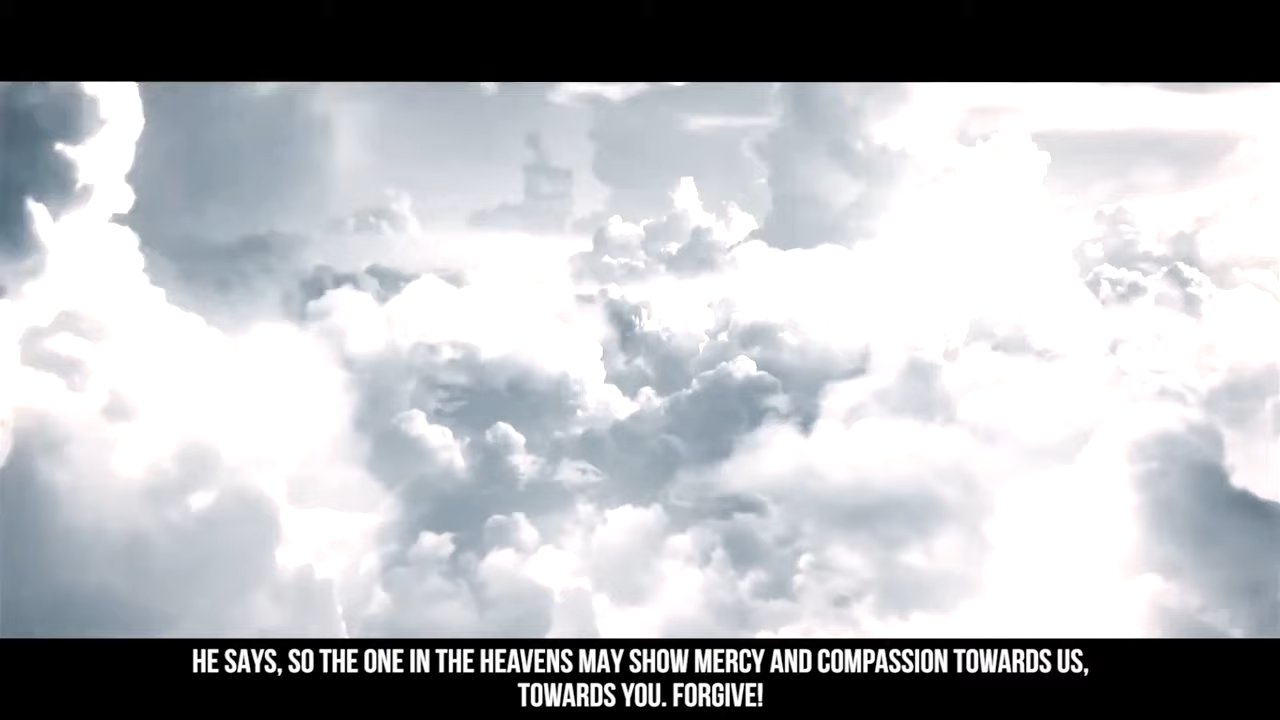 HE SAYS, SO THE ONE IN THE HEAVENS MAY SHOW MERCY AND COMPASSION TOWARDS US,
TOWARDS YOU. FORGIVE!